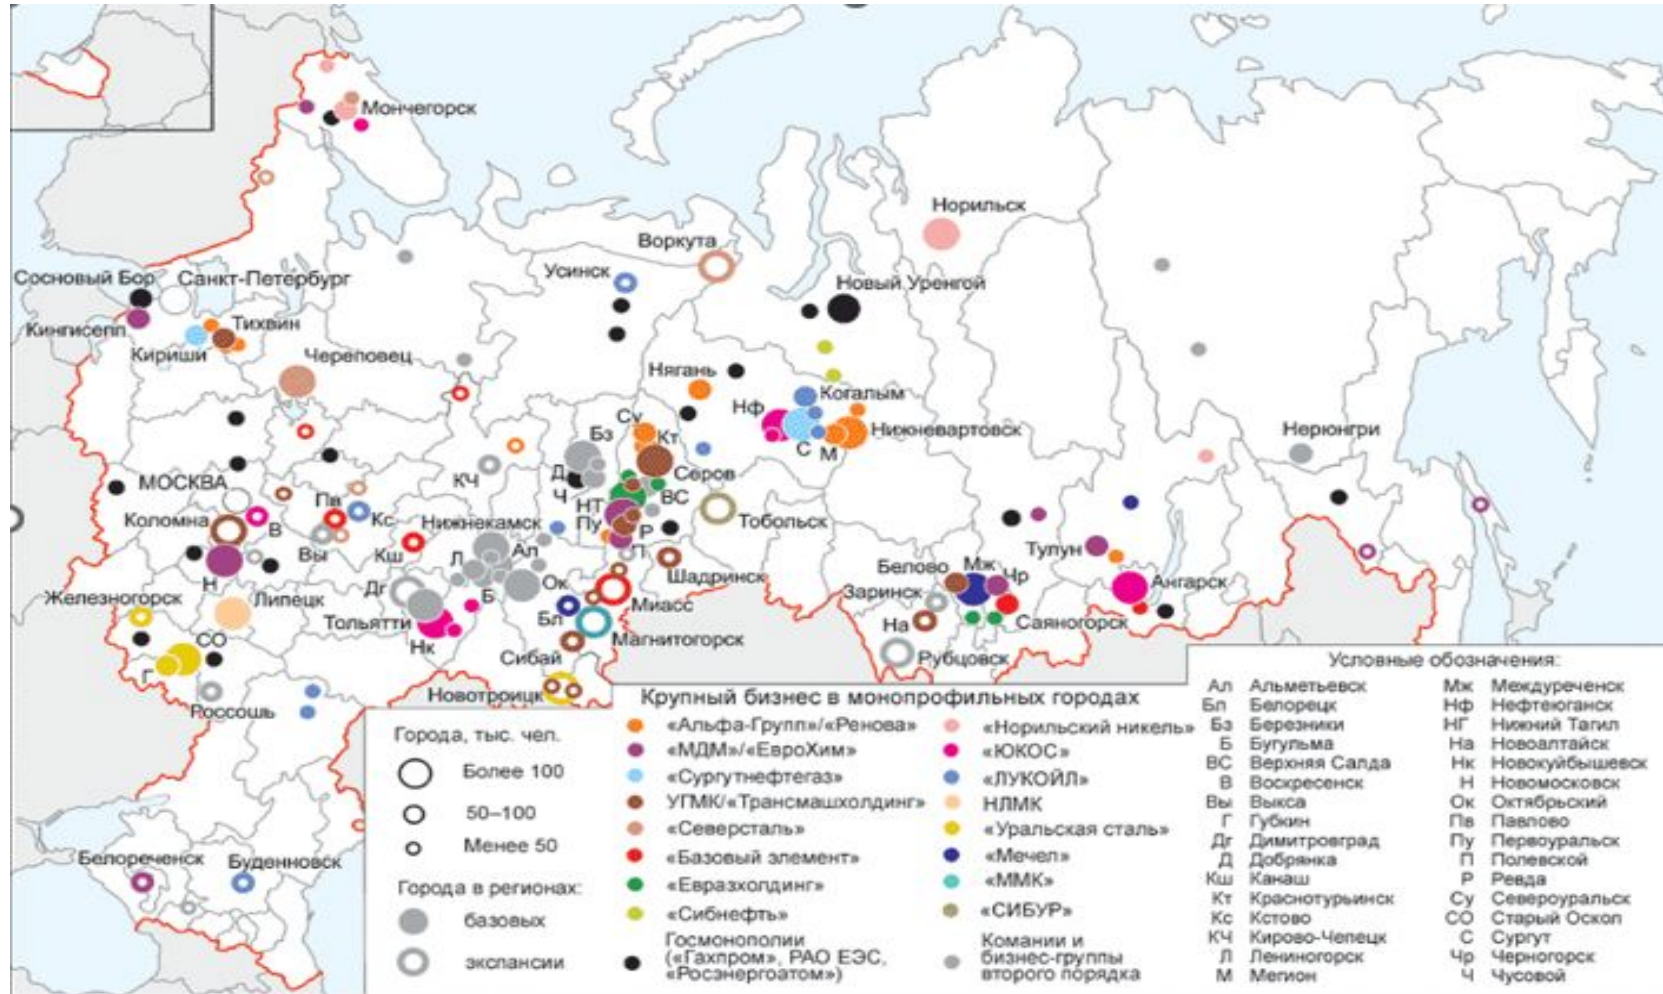 Мончегорск
Норильск
Воркута
Усинск
Новый Уренгой
Сосновый Бор
Санкт-Петербург
Кингисепп
Тихвин
Кириши
Череповец
Нягань
Когалым
Нф
Су
Бз
Кт
Нижневартовск
С
М
Нерюнгри
КЧ
Д
Серов
Ч
ВС
МОСКВА
НТ
Коломна
Пв
Кс
Нижнекамск
Пу
Р
Тобольск
В
Вы
Кш
Л
Ал
П
Тулун
Н
Шадринск
Белово
Мж
Чр
Ангарск
Железногорск
Липецк
Дг
Б
Ок
Заринск
Тольятти
Бл
Миасс
На
Саяногорск
СО
Нк
Магнитогорск
Г
Сибай
Рубцовск
Россошь
Новотроицк
Белореченск
Буденновск
Города, тыс. чел.
Более 100
50–100
Менее 50
Города в регионах:
базовых
экспансии
Крупный бизнес в монопрофильных городах
«Альфа-Групп»/«Ренова»
«МДМ»/«ЕвроХим»
«Сургутнефтегаз»
УГМК/«Трансмашхолдинг»
«Северсталь»
«Базовый элемент»
«Евразхолдинг»
«Сибнефть»
Госмонополии
(«Гахпром», РАО ЕЭС,
«Росэнергоатом»)
«Норильский никель»
«ЮКОС»
«ЛУКОЙЛ»
НЛМК
«Уральская сталь»
«Мечел»
«ММК»
«СИБУР»
Комании и
бизнес-группы
второго порядка
Условные обозначения:
Ал Альметьевск
Бл Белорецк
Бз Березники
Б Бугульма
ВС Верхняя Салда
В Воскресенск
Вы Выкса
Г Губкин
Дг Димитровград
Д Добрянка
Кш Канаш
Кт Краснотурьинск
Кс Кстово
КЧ Кирово-Чепецк
Л Лениногорск
М Мегион
Мж Междуреченск
Нф Нефтеюганск
НГ Нижний Тагил
На Новоалтайск
Нк Новокуйбышевск
Н Новомосковск
Ок Октябрьский
Пв Павлово
Пу Первоуральск
П Полевской
Р Ревда
Су Североуральск
СО Старый Оскол
С Сургут
Чр Черногорск
Ч Чусовой